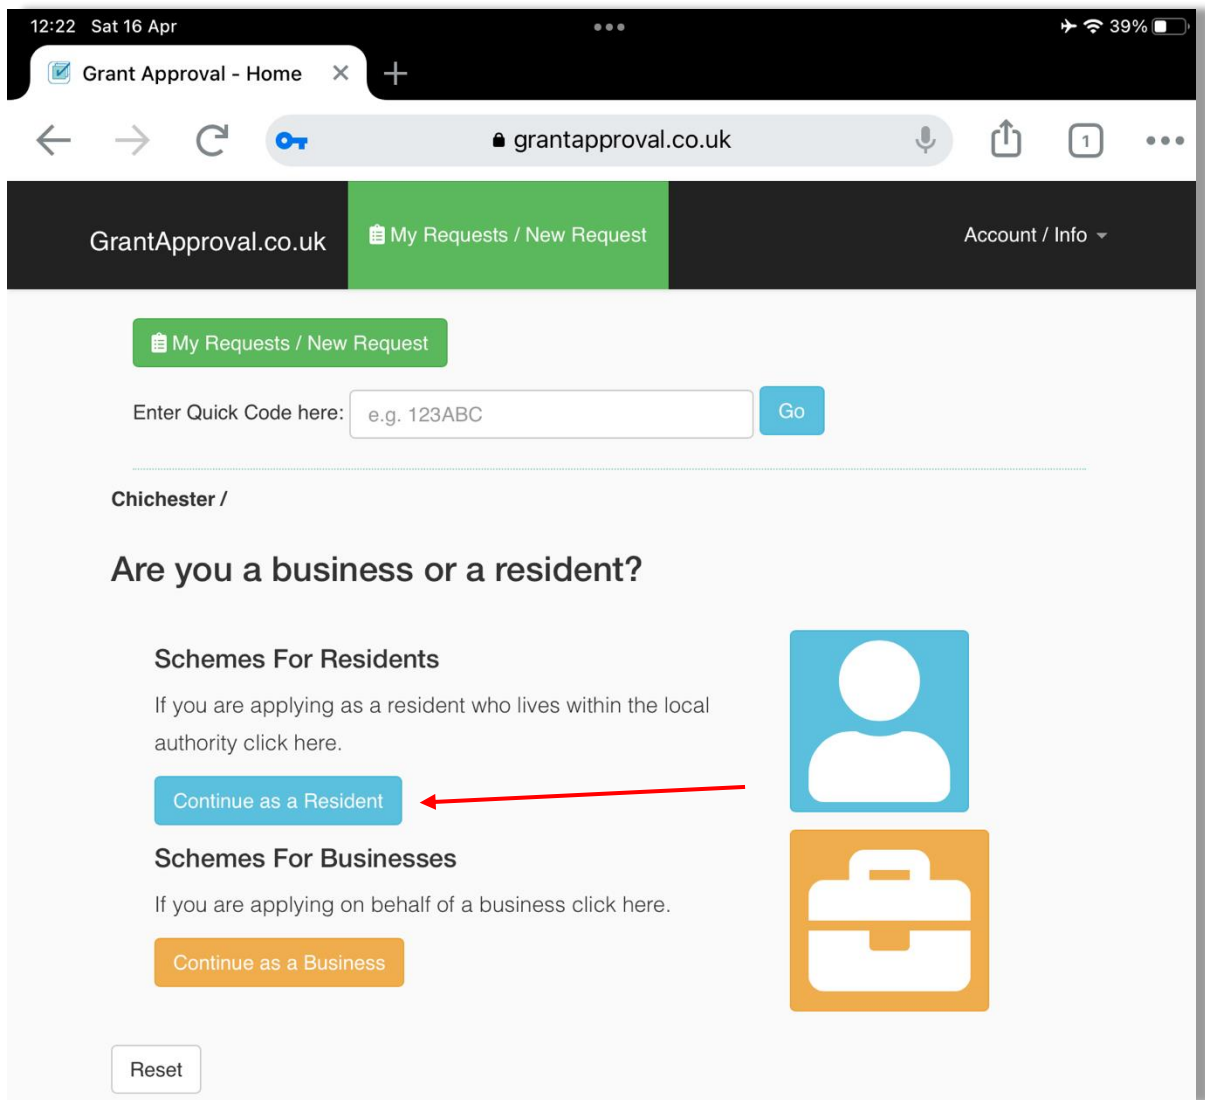 12:22 Sat 16 Apr
39%
Grant Approval - Home
grantapproval.co.uk
1
GrantApproval.co.uk
My Requests / New Request
Account / Info
My Requests / New Request
Enter Quick Code here:
e.g. 123ABC
Go
Chichester /
Are you a business or a resident?
Schemes For Residents
If you are applying as a resident who lives within the local
authority click here.
Continue as a Resident
Schemes For Businesses
If you are applying on behalf of a business click here.
Continue as a Business
Reset